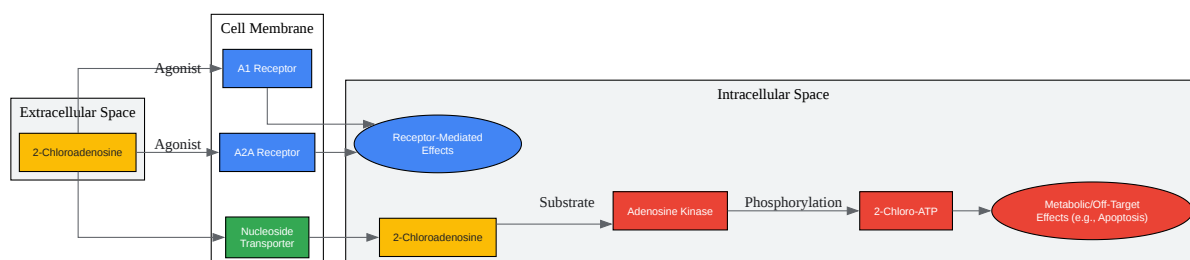 Cell Membrane
Agonist
A1 Receptor
Intracellular Space
Extracellular Space
2-Chloroadenosine
Agonist
A2A Receptor
Receptor-Mediated
Effects
Nucleoside
Transporter
2-Chloroadenosine
Substrate
Adenosine Kinase
Phosphorylation
2-Chloro-ATP
Metabolic/Off-Target
Effects (e.g., Apoptosis)